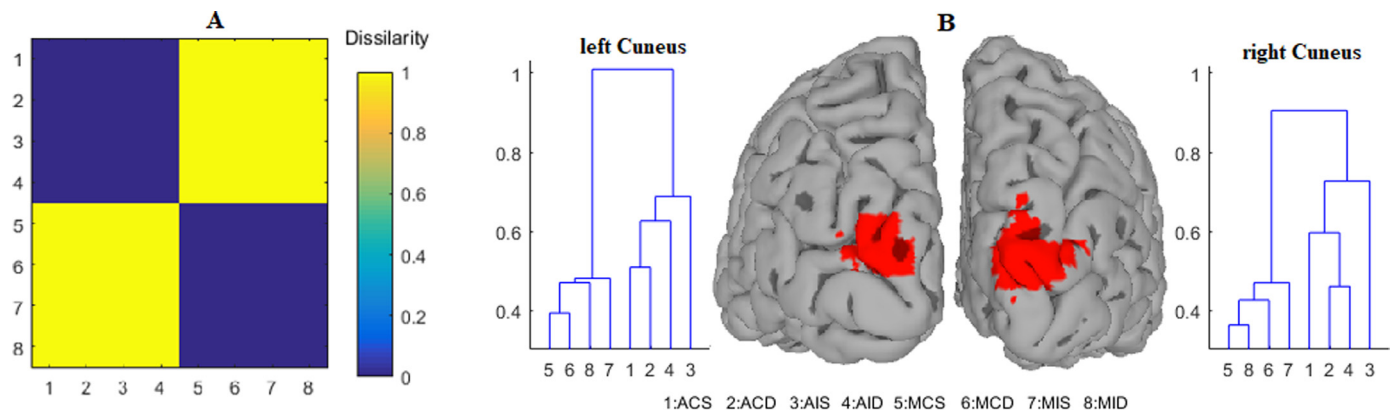 A
Dissilarity
1
2
3
4
5
6
7
8
1 2 3 4 5 6 7 8
1
0.8
0.6
0.4
0.2
0
B
left Cuneus
1
0.8
0.6
0.4
5 6 8 7 1 2 4 3
right Cuneus
1
0.8
0.6
0.4
5 8 6 7 1 2 4 3
1:ACS 2:ACD 3:AIS 4:AID 5:MCS 6:MCD 7:MIS 8:MID